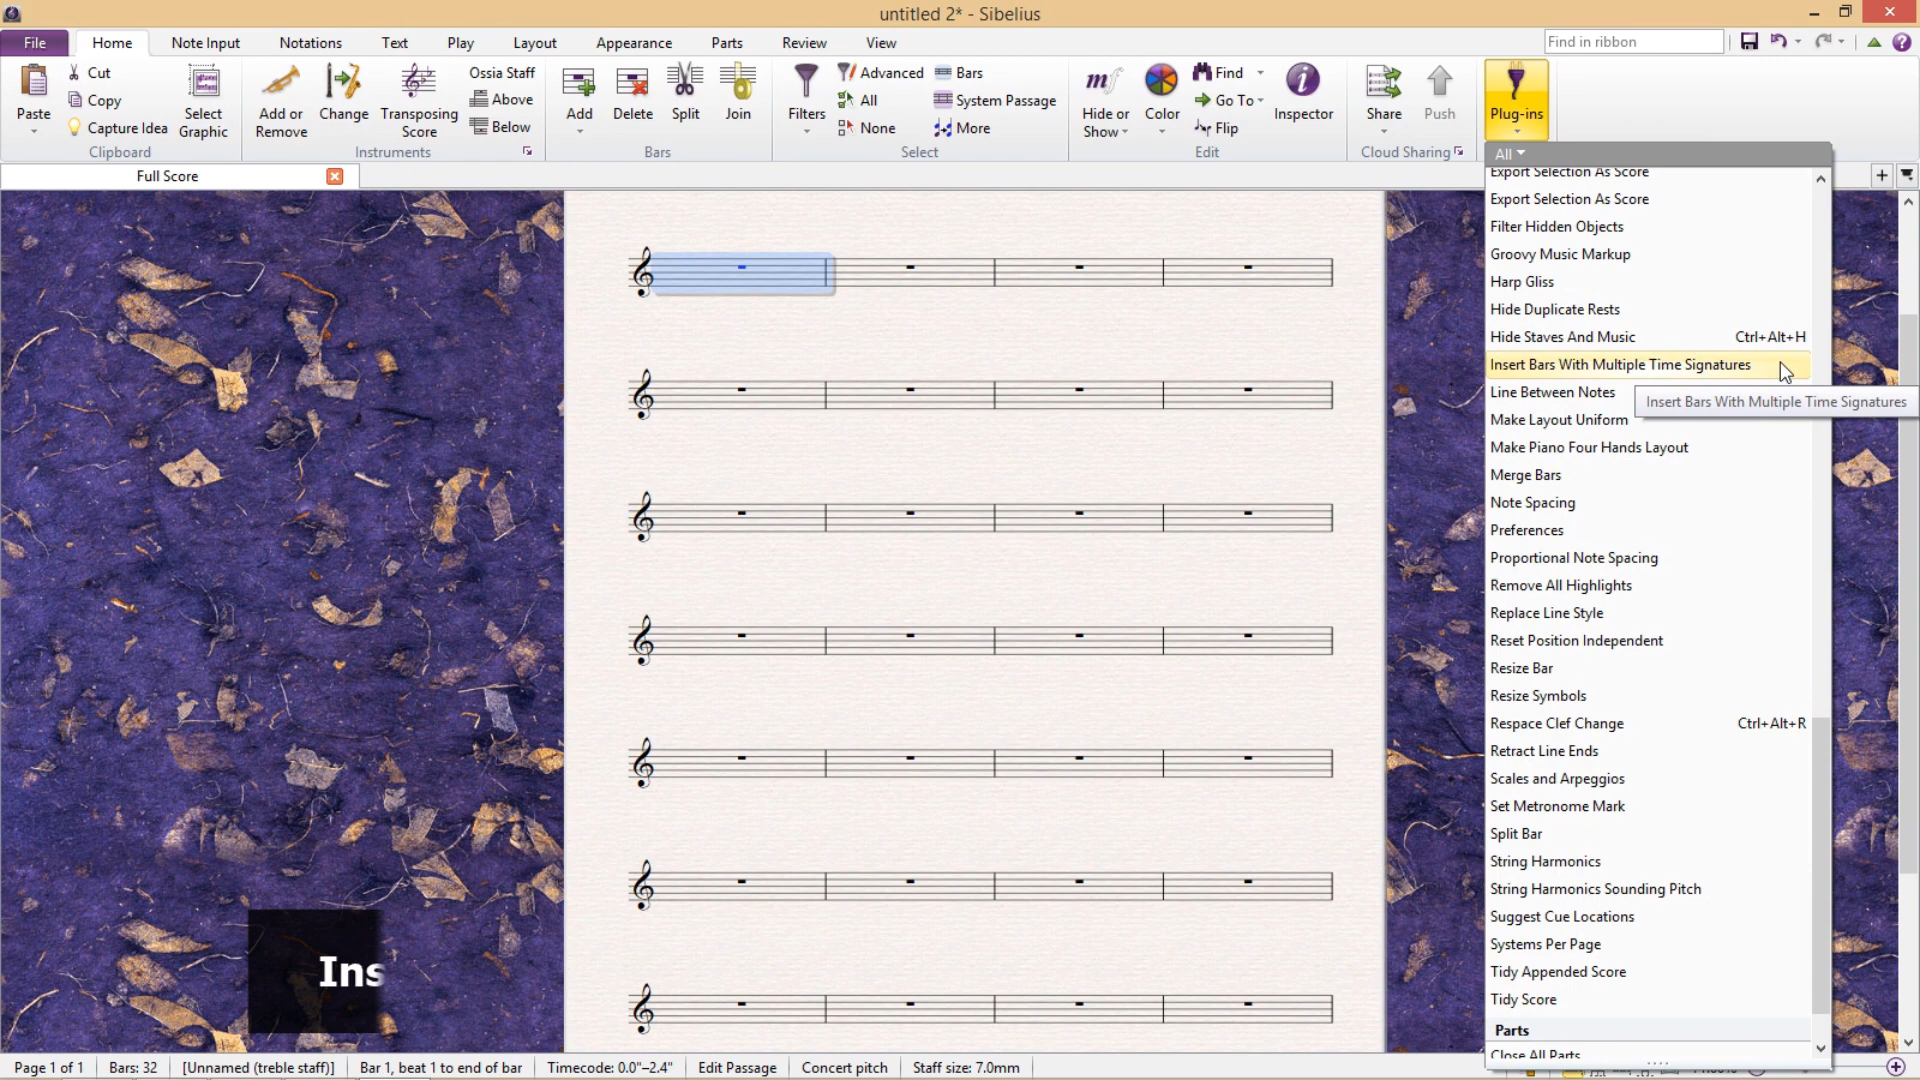 untitled 2* - Sibelius
File Home Note Input Notations Text Play Layout Appearance Parts Review View Find in ribbon
Paste Cut Copy Capture Idea Select Graphic Add or Remove Change Transposing Score Ossia Staff Above Below Add Delete Split Join Filters Advanced All None Bars System Passage More Hide or Show Color Find Go To Flip Inspector Share Push Plug-ins
Clipboard Instruments Bars Select Edit Cloud Sharing
All
Full Score
Export Selection As Score
Export Selection As Score
Filter Hidden Objects
Groovy Music Markup
Harp Gliss
Hide Duplicate Rests
Hide Staves And Music Ctrl+Alt+H
Insert Bars With Multiple Time Signatures
Line Between Notes
Insert Bars With Multiple Time Signatures
Make Layout Uniform
Make Piano Four Hands Layout
Merge Bars
Note Spacing
Preferences
Proportional Note Spacing
Remove All Highlights
Replace Line Style
Reset Position Independent
Resize Bar
Resize Symbols
Respace Clef Change Ctrl+Alt+R
Retract Line Ends
Scales and Arpeggios
Set Metronome Mark
Split Bar
String Harmonics
String Harmonics Sounding Pitch
Suggest Cue Locations
Systems Per Page
Tidy Appended Score
Tidy Score
Parts
Close All Parts
Ins
Page 1 of 1 Bars: 32 [Unnamed (treble staff)] Bar 1, beat 1 to end of bar Timecode: 0.0"–2.4" Edit Passage Concert pitch Staff size: 7.0mm